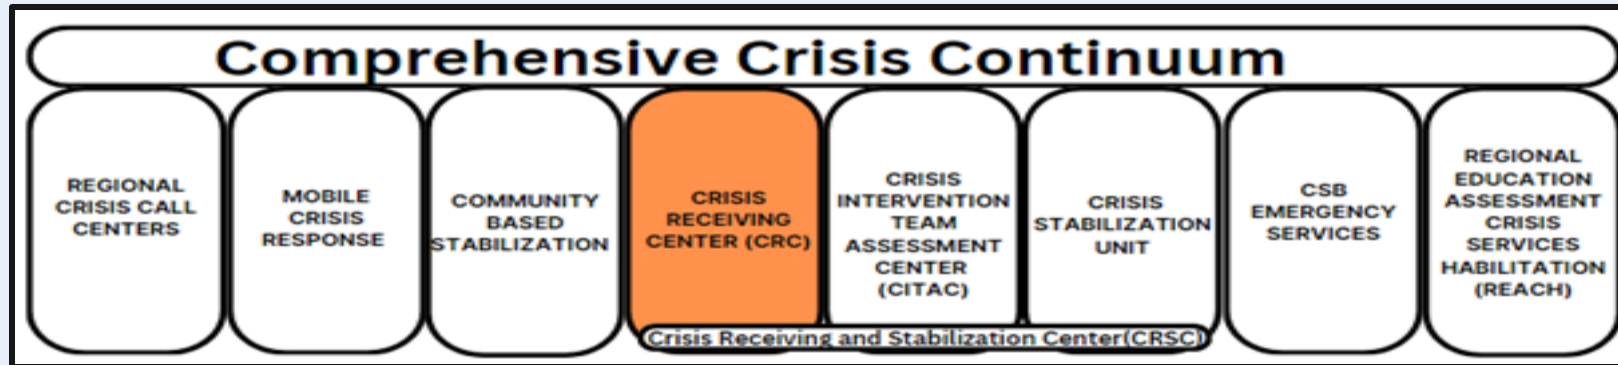 Comprehensive Crisis Continuum
REGIONAL
CRISIS CALL
CENTERS
MOBILE
CRISIS
RESPONSE
COMMUNITY
BASED
STABILIZATION
CRISIS
RECEIVING
CENTER (CRC)
CRISIS
INTERVENTION
TEAM
ASSESSMENT
CENTER
(CITAC)
CRISIS
STABILIZATION
UNIT
CSB
EMERGENCY
SERVICES
REGIONAL
EDUCATION
ASSESSMENT
CRISIS
SERVICES
HABILITATION
(REACH)
Crisis Receiving and Stabilization Center(CRSC)